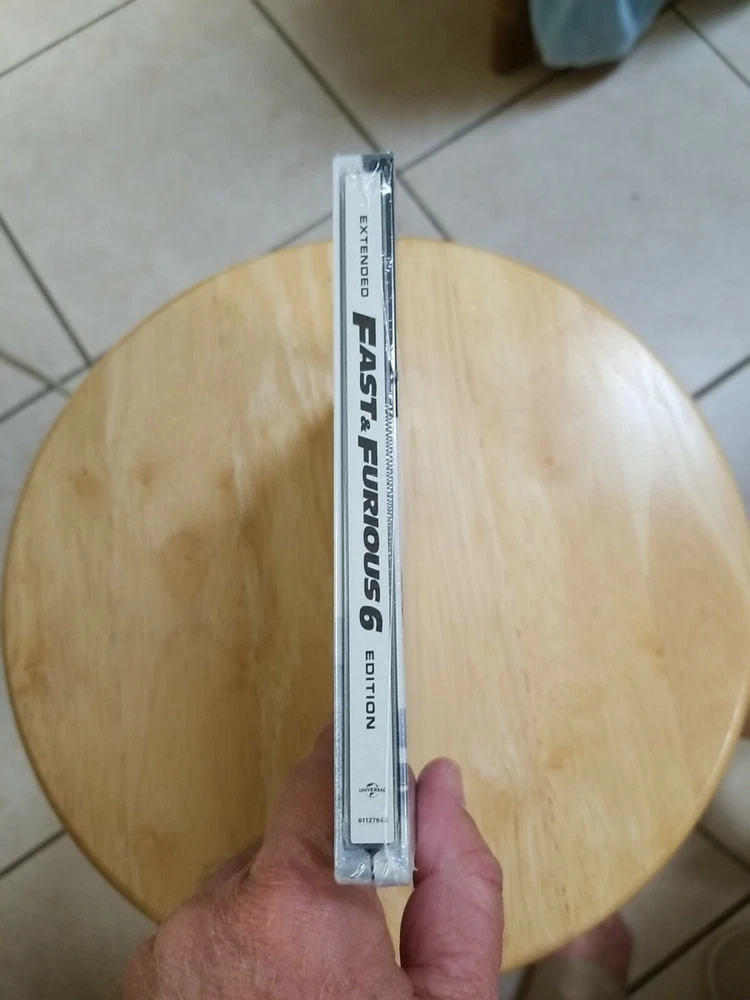 EXTENDED
FAST & FURIOUS 6
EDITION
UNIVERSAL